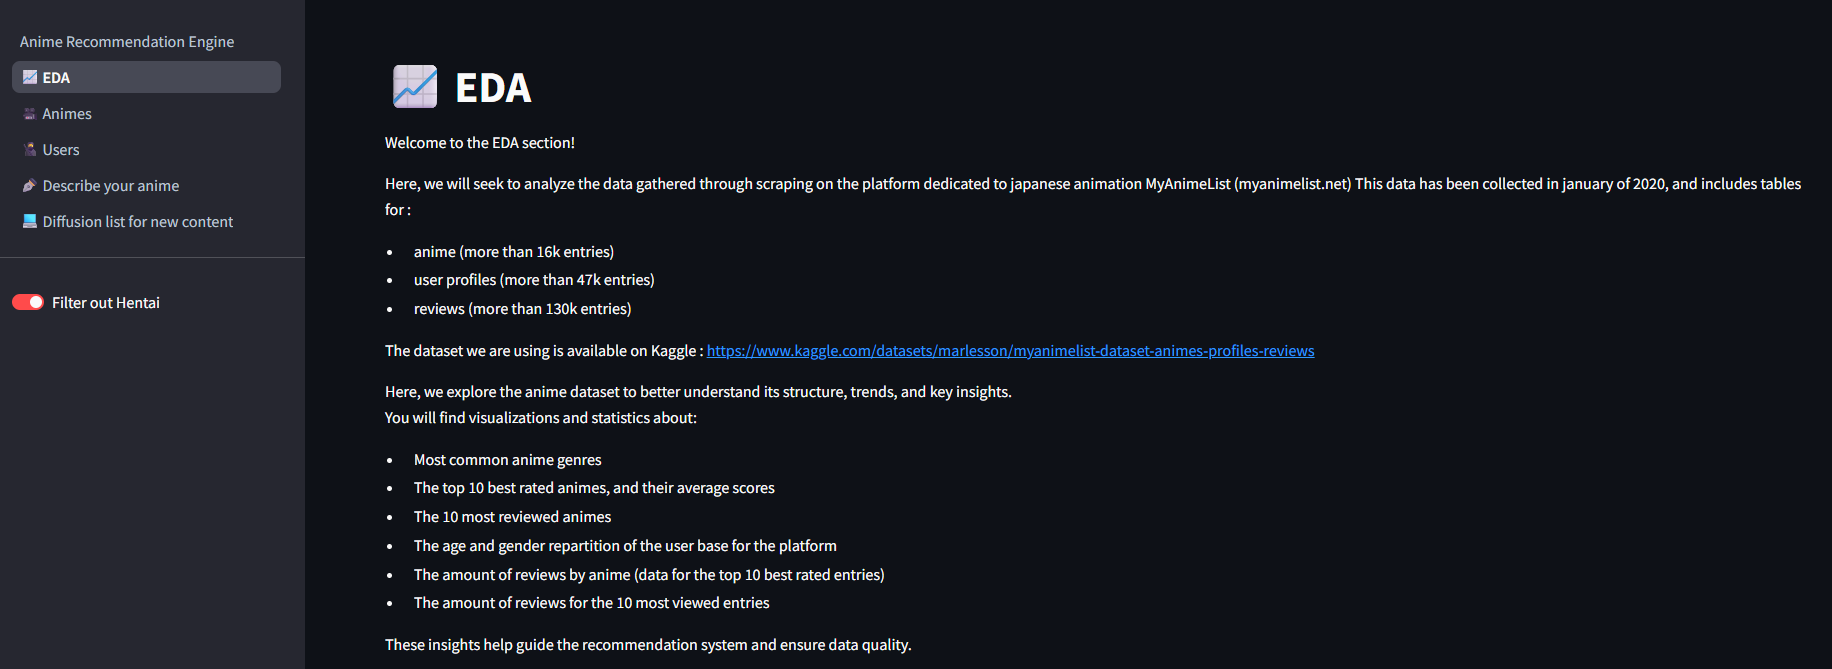 Anime Recommendation Engine
EDA
Animes
Users
Describe your anime
Diffusion list for new content
Filter out Hentai
EDA
Welcome to the EDA section!
Here, we will seek to analyze the data gathered through scraping on the platform dedicated to japanese animation MyAnimeList (myanimelist.net) This data has been collected in january of 2020, and includes tables
for :
• anime (more than 16k entries)
• user profiles (more than 47k entries)
• reviews (more than 130k entries)
The dataset we are using is available on Kaggle : https://www.kaggle.com/datasets/marlesson/myanimelist-dataset-animes-profiles-reviews
Here, we explore the anime dataset to better understand its structure, trends, and key insights.
You will find visualizations and statistics about:
• Most common anime genres
• The top 10 best rated animes, and their average scores
• The 10 most reviewed animes
• The age and gender repartition of the user base for the platform
• The amount of reviews by anime (data for the top 10 best rated entries)
• The amount of reviews for the 10 most viewed entries
These insights help guide the recommendation system and ensure data quality.